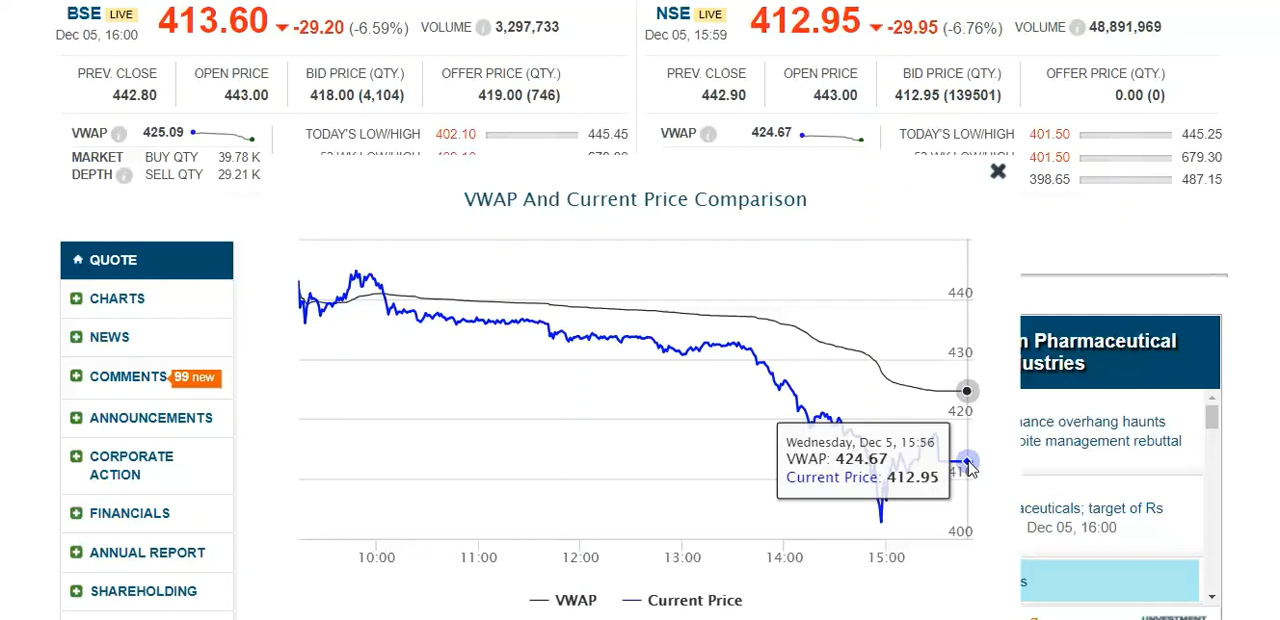 BSE LIVE 413.60 -29.20 (-6.59%) VOLUME 3,297,733
Dec 05, 16:00
NSE LIVE 412.95 -29.95 (-6.76%) VOLUME 48,891,969
Dec 05, 15:59
PREV. CLOSE OPEN PRICE BID PRICE (QTY.) OFFER PRICE (QTY.)
442.80 443.00 418.00 (4,104) 419.00 (746)
PREV. CLOSE OPEN PRICE BID PRICE (QTY.) OFFER PRICE (QTY.)
442.90 443.00 412.95 (139501) 0.00 (0)
VWAP 425.09 TODAY'S LOW/HIGH 402.10 445.45
MARKET BUY QTY 39.78 K
DEPTH SELL QTY 29.21 K
VWAP 424.67 TODAY'S LOW/HIGH 401.50 445.25
401.50 679.30
398.65 487.15
VWAP And Current Price Comparison
QUOTE
CHARTS
NEWS
COMMENTS 99 new
ANNOUNCEMENTS
CORPORATE
ACTION
FINANCIALS
ANNUAL REPORT
SHAREHOLDING
440
430
420
400
Wednesday, Dec 5, 15:56
VWAP: 424.67
Current Price: 412.95
10:00 11:00 12:00 13:00 14:00 15:00
VWAP Current Price
n Pharmaceutical
ustries
ance overhang haunts
pite management rebuttal
aceuticals; target of Rs
Dec 05, 16:00
s